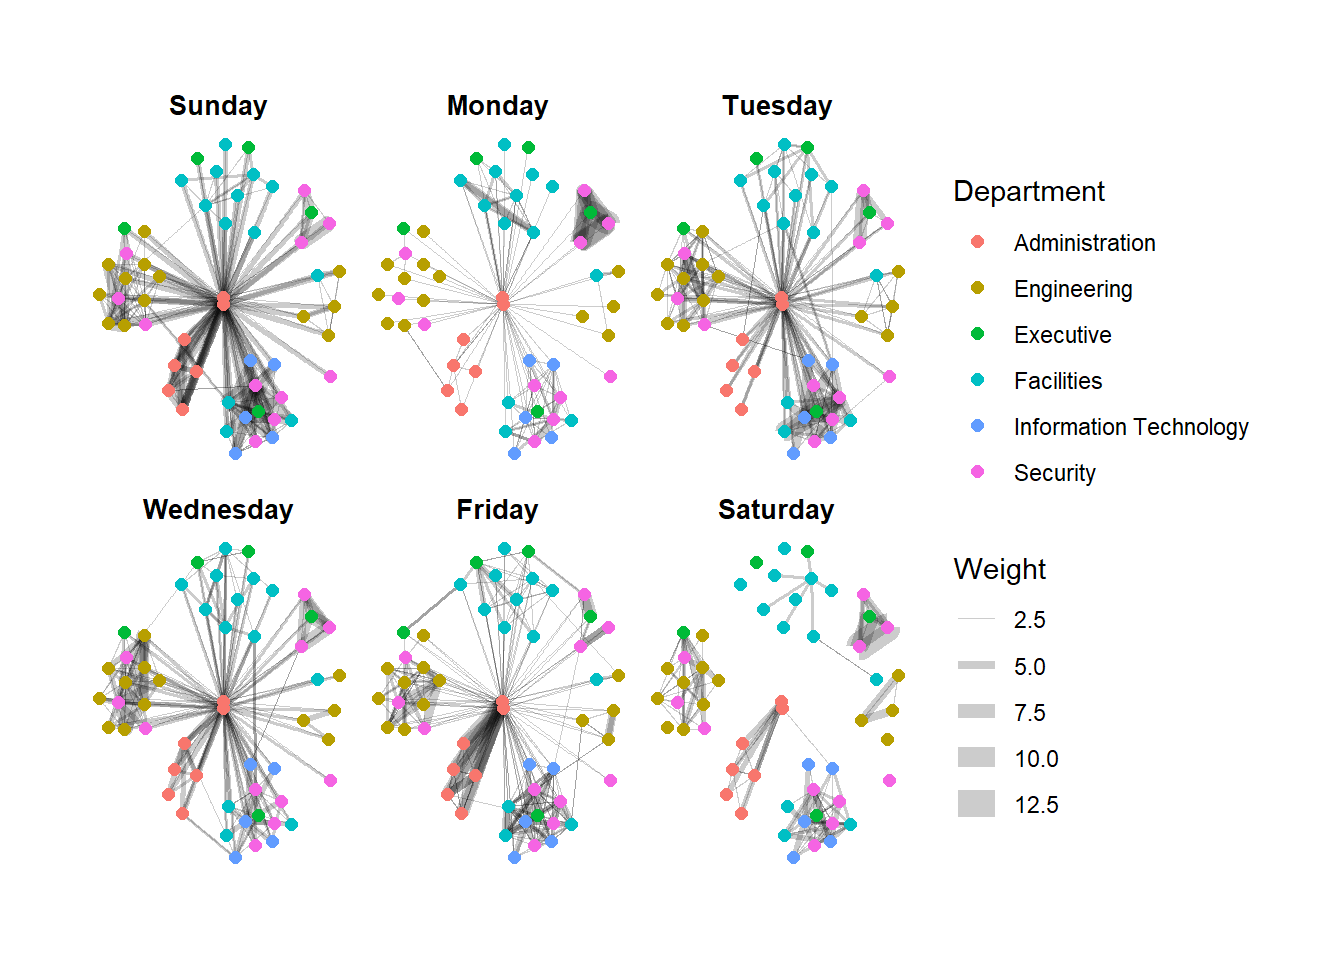 Sunday
Monday
Tuesday
Wednesday
Friday
Saturday
Department
Administration
Engineering
Executive
Facilities
Information Technology
Security
Weight
2.5
5.0
7.5
10.0
12.5